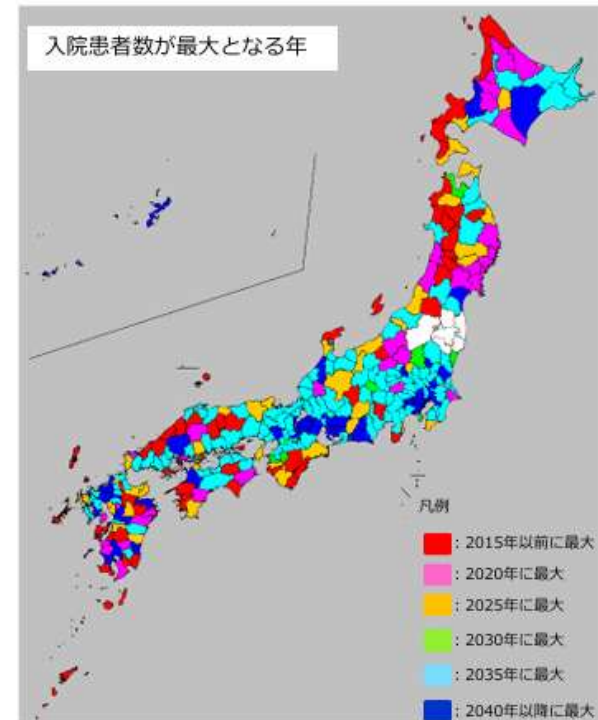 入院患者数が最大となる年
凡例
: 2015年以前に最大
: 2020年に最大
: 2025年に最大
: 2030年に最大
: 2035年に最大
: 2040年以降に最大